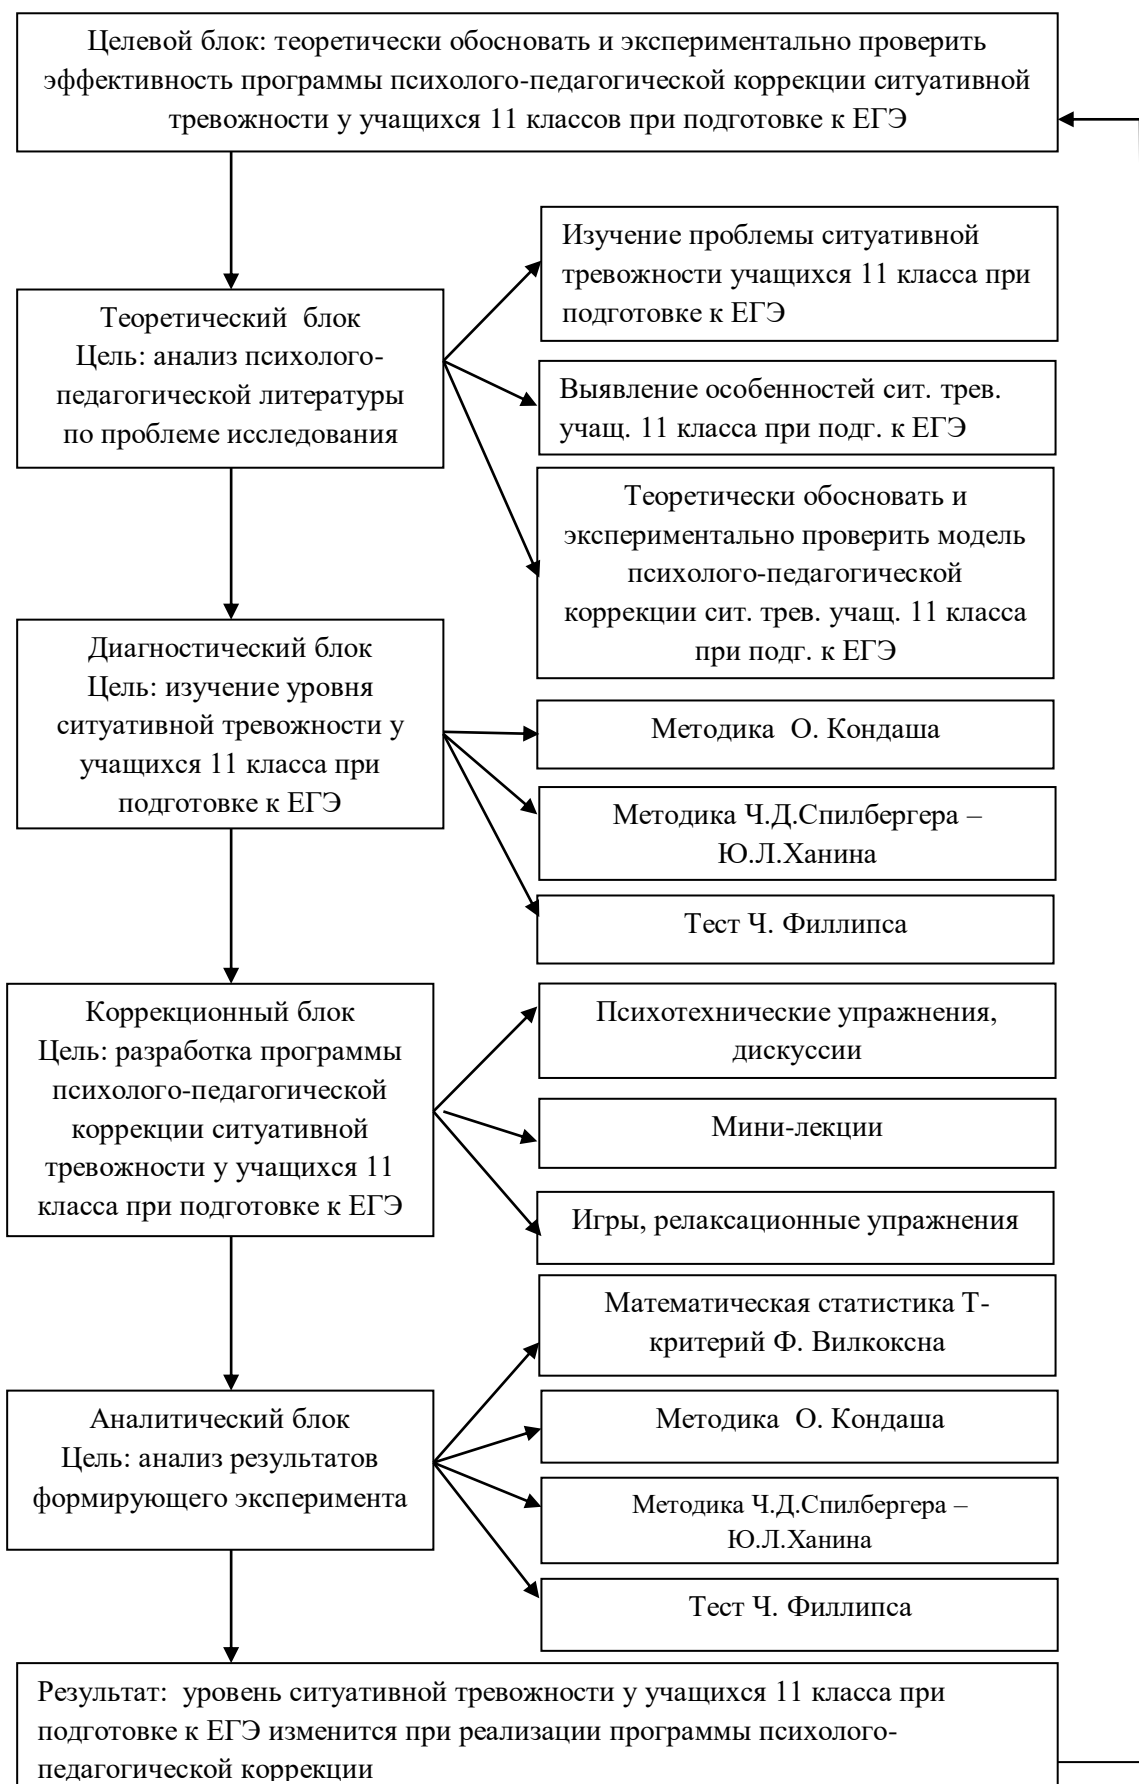 Целевой блок: теоретически обосновать и экспериментально проверить
эффективность программы психолого-педагогической коррекции ситуативной
тревожности у учащихся 11 классов при подготовке к ЕГЭ
Изучение проблемы ситуативной
тревожности учащихся 11 класса при
подготовке к ЕГЭ
Теоретический  блок
Цель: анализ психолого-
педагогической литературы
по проблеме исследования
Выявление особенностей сит. трев.
учащ. 11 класса при подг. к ЕГЭ
Теоретически обосновать и
экспериментально проверить модель
психолого-педагогической
коррекции сит. трев. учащ. 11 класса
при подг. к ЕГЭ
Диагностический блок
Цель: изучение уровня
ситуативной тревожности у
учащихся 11 класса при
подготовке к ЕГЭ
Методика  О. Кондаша
Методика Ч.Д.Спилбергера –
Ю.Л.Ханина
Тест Ч. Филлипса
Коррекционный блок
Цель: разработка программы
психолого-педагогической
коррекции ситуативной
тревожности у учащихся 11
класса при подготовке к ЕГЭ
Психотехнические упражнения,
дискуссии
Мини-лекции
Игры, релаксационные упражнения
Математическая статистика Т-
критерий Ф. Вилкоксна
Аналитический блок
Цель: анализ результатов
формирующего эксперимента
Методика  О. Кондаша
Методика Ч.Д.Спилбергера –
Ю.Л.Ханина
Тест Ч. Филлипса
Результат:  уровень ситуативной тревожности у учащихся 11 класса при
подготовке к ЕГЭ изменится при реализации программы психолого-
педагогической коррекции